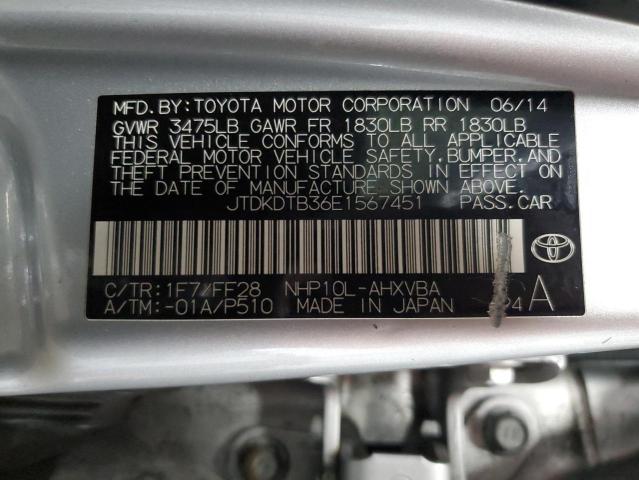 MFD.BY:TOYOTA MOTOR CORPORATION 06/14
GVWR 3475LB GAWR FR 1830LB RR 1830LB
THIS VEHICLE CONFORMS TO ALL APPLICABLE
FEDERAL MOTOR VEHICLE SAFETY,BUMPER,AND
THEFT PREVENTION STANDARDS IN EFFECT ON
THE DATE OF MANUFACTURE SHOWN ABOVE.
JTDKDTB36E1567451 PASS.CAR
C/TR:1F7/FF28 NHP10L-AHXVBA
A/TM:-01A/P510 MADE IN JAPAN A